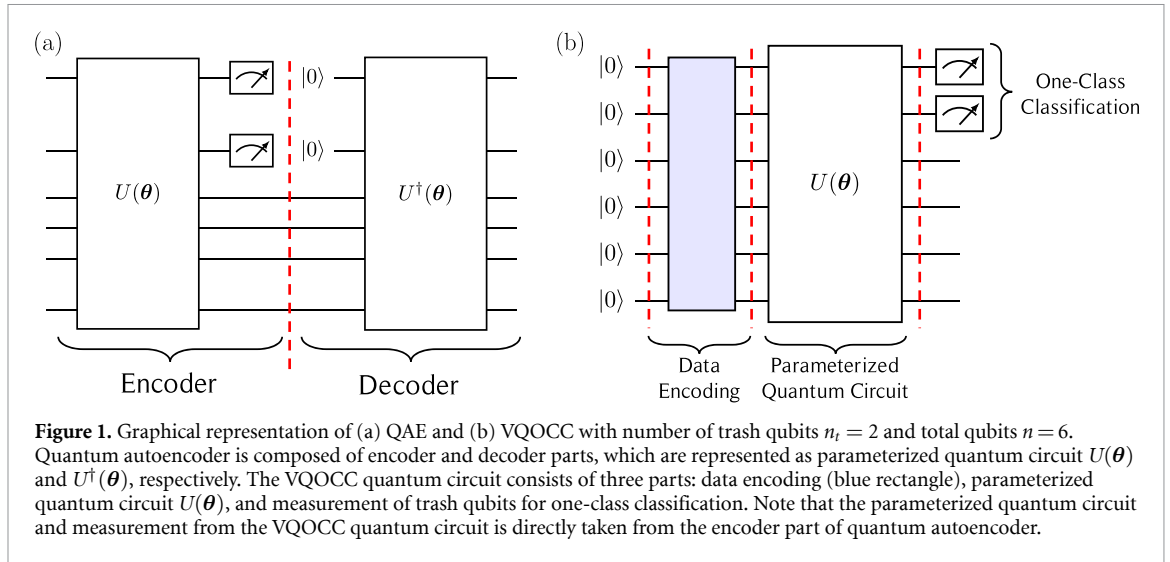 (a)
|0⟩
|0⟩
U(θ)
U†(θ)
Encoder
Decoder
(b)
|0⟩
|0⟩
|0⟩
|0⟩
|0⟩
|0⟩
U(θ)
One-Class
Classification
Data
Encoding
Parameterized
Quantum Circuit
Figure 1. Graphical representation of (a) QAE and (b) VQOCC with number of trash qubits nₜ = 2 and total qubits n = 6.
Quantum autoencoder is composed of encoder and decoder parts, which are represented as parameterized quantum circuit U(θ)
and U†(θ), respectively. The VQOCC quantum circuit consists of three parts: data encoding (blue rectangle), parameterized
quantum circuit U(θ), and measurement of trash qubits for one-class classification. Note that the parameterized quantum circuit
and measurement from the VQOCC quantum circuit is directly taken from the encoder part of quantum autoencoder.